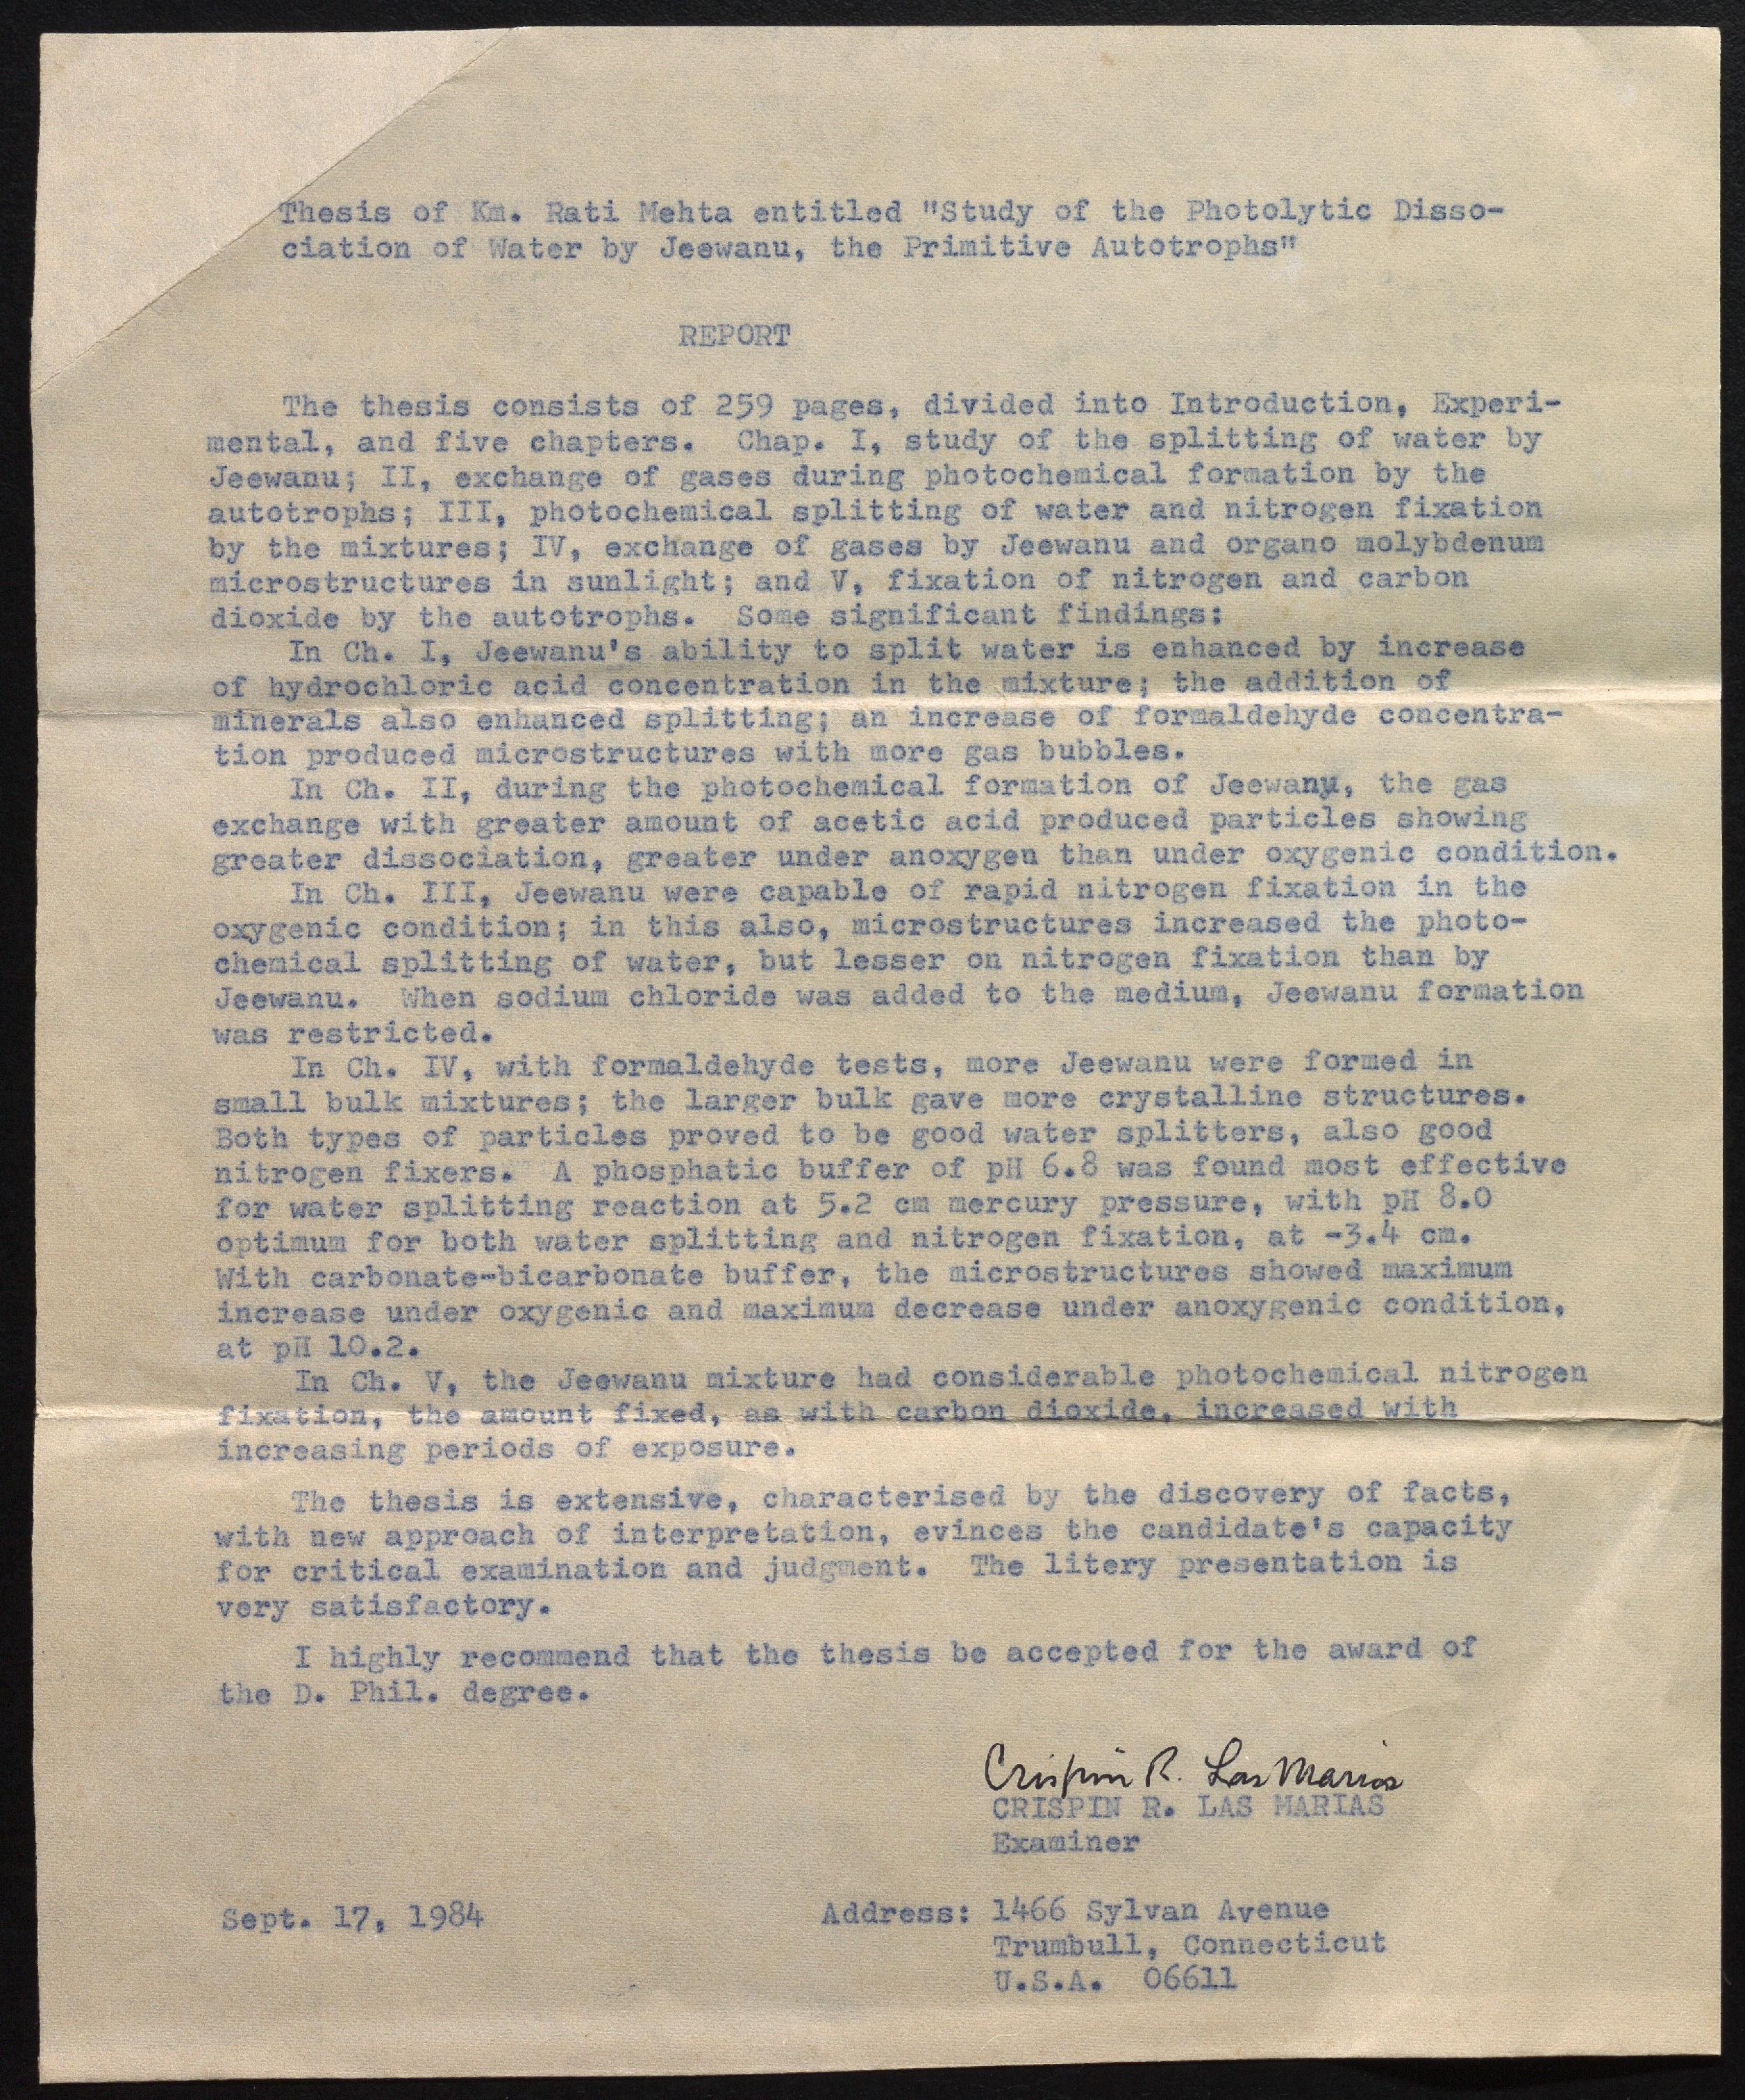 Thesis of Km. Rati Mehta entitled "Study of the Photolytic Disso-
ciation of Water by Jeewanu, the Primitive Autotrophs"
REPORT
The thesis consists of 259 pages, divided into Introduction, Experi-
mental, and five chapters. Chap. I, study of the splitting of water by
Jeewanu; II, exchange of gases during photochemical formation by the
autotrophs; III, photochemical splitting of water and nitrogen fixation
by the mixtures; IV, exchange of gases by Jeewanu and organo molybdenum
microstructures in sunlight; and V, fixation of nitrogen and carbon
dioxide by the autotrophs. Some significant findings:
In Ch. I, Jeewanu's ability to split water is enhanced by increase
of hydrochloric acid concentration in the mixture; the addition of
minerals also enhanced splitting; an increase of formaldehyde concentra-
tion produced microstructures with more gas bubbles.
In Ch. II, during the photochemical formation of Jeewanu, the gas
exchange with greater amount of acetic acid produced particles showing
greater dissociation, greater under anoxygen than under oxygenic condition.
In Ch. III, Jeewanu were capable of rapid nitrogen fixation in the
oxygenic condition; in this also, microstructures increased the photo-
chemical splitting of water, but lesser on nitrogen fixation than by
Jeewanu. When sodium chloride was added to the medium, Jeewanu formation
was restricted.
In Ch. IV, with formaldehyde tests, more Jeewanu were formed in
small bulk mixtures; the larger bulk gave more crystalline structures.
Both types of particles proved to be good water splitters, also good
nitrogen fixers. A phosphatic buffer of pH 6.8 was found most effective
for water splitting reaction at 5.2 cm mercury pressure, with pH 8.0
optimum for both water splitting and nitrogen fixation, at -3.4 cm.
With carbonate-bicarbonate buffer, the microstructures showed maximum
increase under oxygenic and maximum decrease under anoxygenic condition,
at pH 10.2.
In Ch. V, the Jeewanu mixture had considerable photochemical nitrogen
fixation, the amount fixed, as with carbon dioxide, increased with
increasing periods of exposure.
The thesis is extensive, characterised by the discovery of facts,
with new approach of interpretation, evinces the candidate's capacity
for critical examination and judgment. The litery presentation is
very satisfactory.
I highly recommend that the thesis be accepted for the award of
the D. Phil. degree.
Crispin R. Las Marias
CRISPIN R. LAS MARIAS
Examiner
Sept. 17, 1984
Address: 1466 Sylvan Avenue
Trumbull, Connecticut
U.S.A. 06611